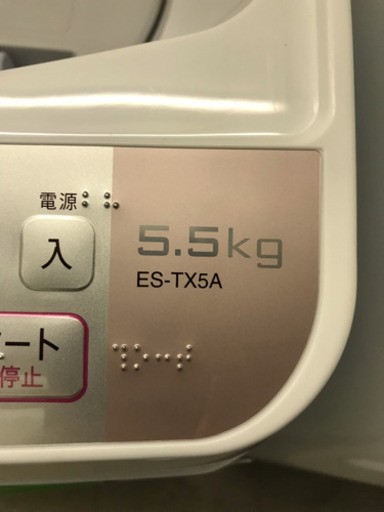 電源
入
5.5kg
ES-TX5A
ート
停止